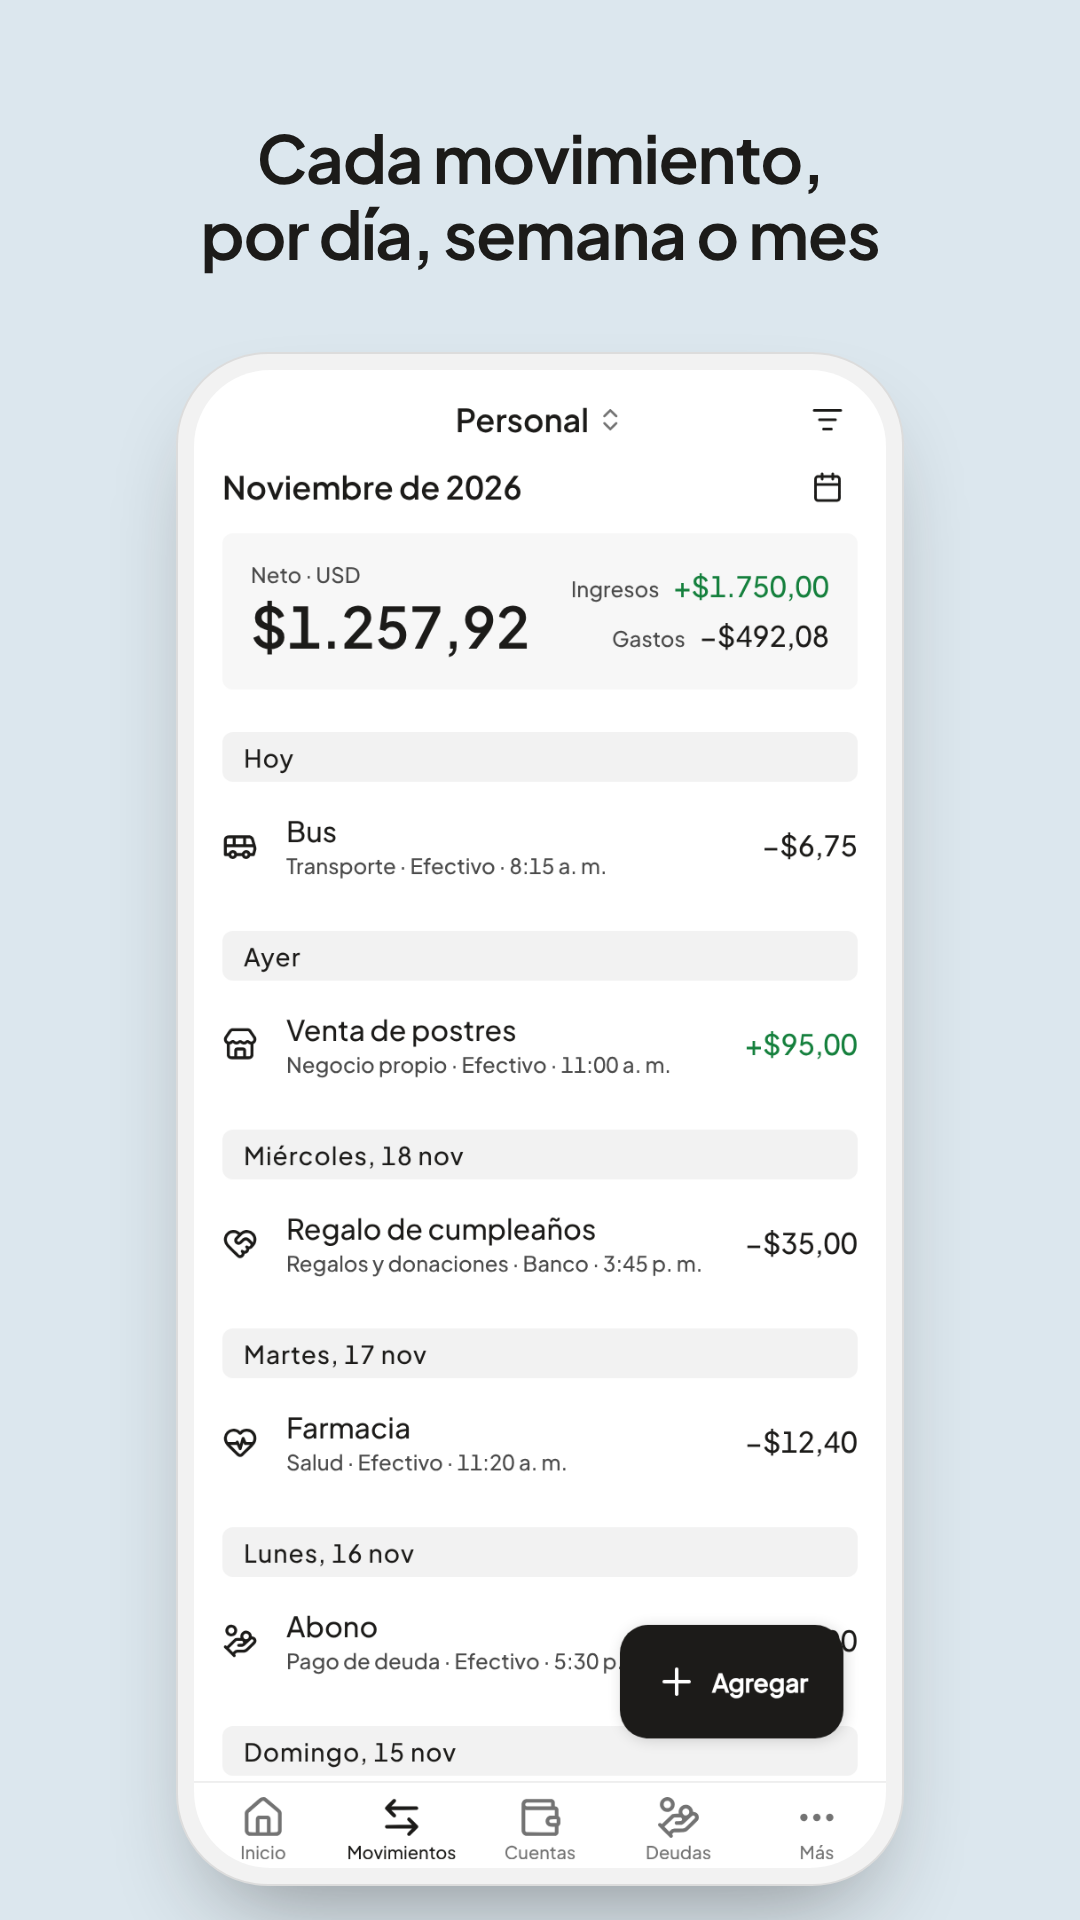 Cada movimiento,
por día, semana o mes
Personal
Noviembre de 2026
Neto · USD
$1.257,92
Ingresos +$1.750,00
Gastos −$492,08
Hoy
Bus
Transporte · Efectivo · 8:15 a. m.
−$6,75
Ayer
Venta de postres
Negocio propio · Efectivo · 11:00 a. m.
+$95,00
Miércoles, 18 nov
Regalo de cumpleaños
Regalos y donaciones · Banco · 3:45 p. m.
−$35,00
Martes, 17 nov
Farmacia
Salud · Efectivo · 11:20 a. m.
−$12,40
Lunes, 16 nov
Abono
Pago de deuda · Efectivo · 5:30 p.
Agregar
Domingo, 15 nov
Inicio
Movimientos
Cuentas
Deudas
Más